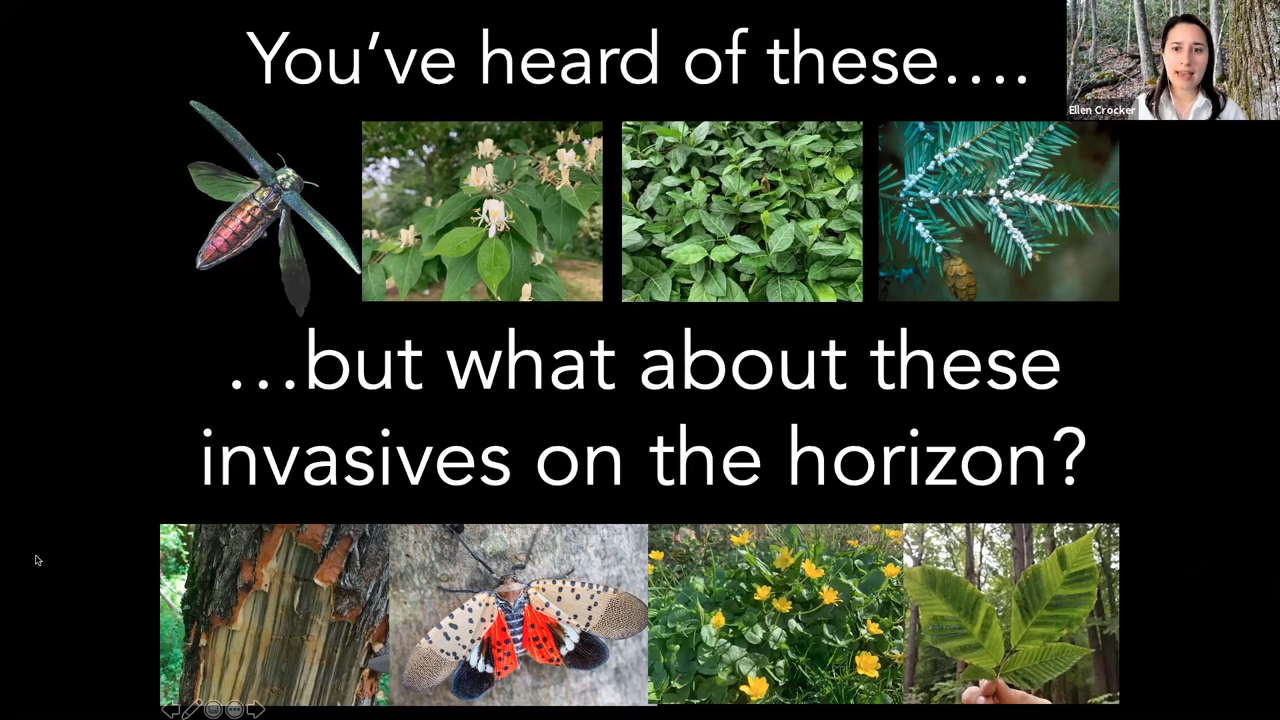 You’ve heard of these….
Ellen Crocker
…but what about these
invasives on the horizon?